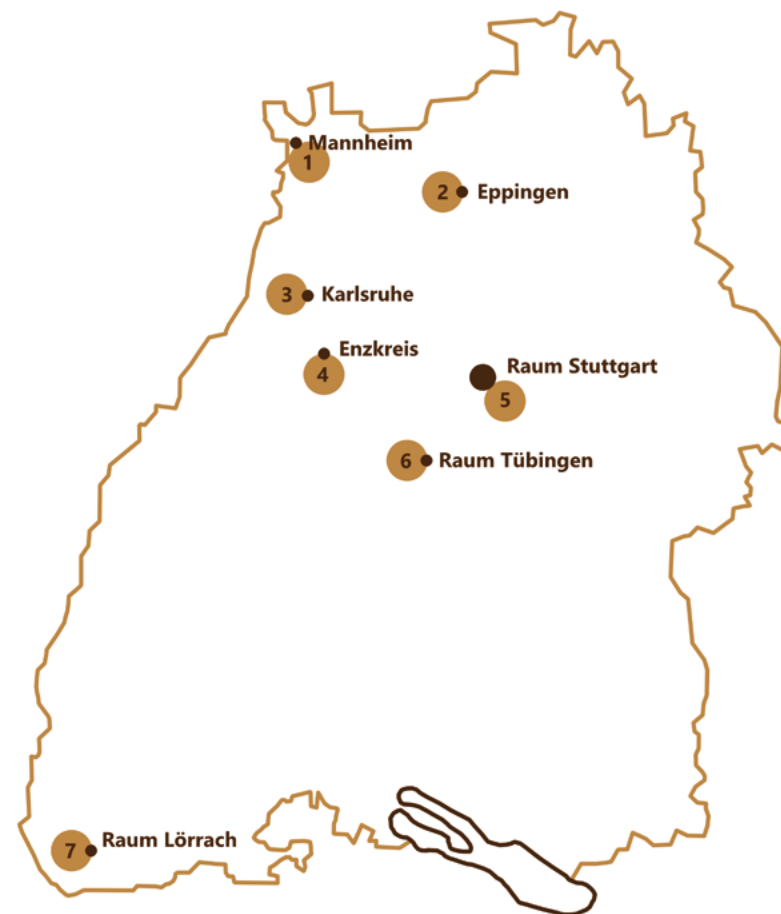 Mannheim
1
2
Eppingen
3
Karlsruhe
Enzkreis
4
Raum Stuttgart
5
6
Raum Tübingen
Raum Lörrach
7